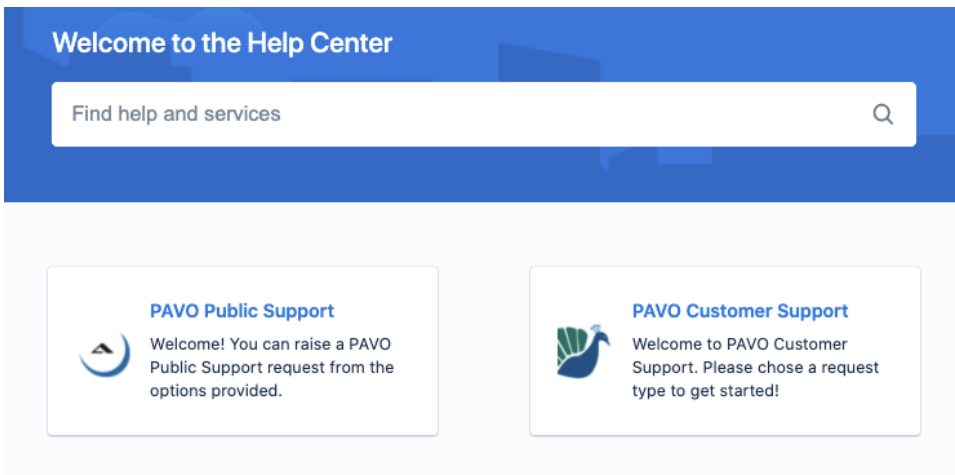 Welcome to the Help Center
Find help and services
PAVO Public Support
Welcome! You can raise a PAVO
Public Support request from the
options provided.
PAVO Customer Support
Welcome to PAVO Customer
Support. Please chose a request
type to get started!